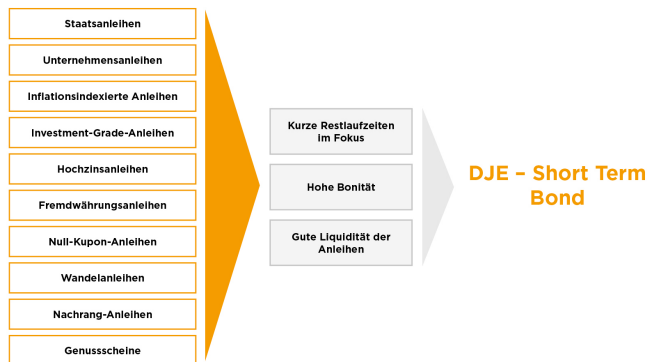 Staatsanleihen
Unternehmensanleihen
Inflationsindexierte Anleihen
Investment-Grade-Anleihen
Hochzinsanleihen
Fremdwährungsanleihen
Null-Kupon-Anleihen
Wandelanleihen
Nachrang-Anleihen
Genussscheine
Kurze Restlaufzeiten
im Fokus
Hohe Bonität
Gute Liquidität der
Anleihen
DJE – Short Term
Bond